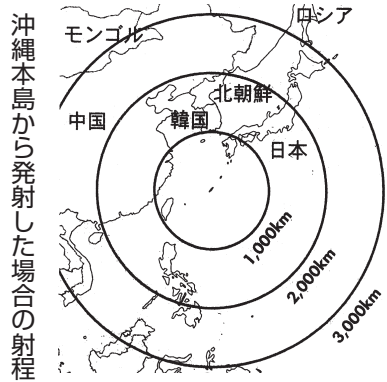 沖縄本島から発射した場合の射程
ロシア
モンゴル
北朝鮮
中国
韓国
日本
1,000km
2,000km
3,000km